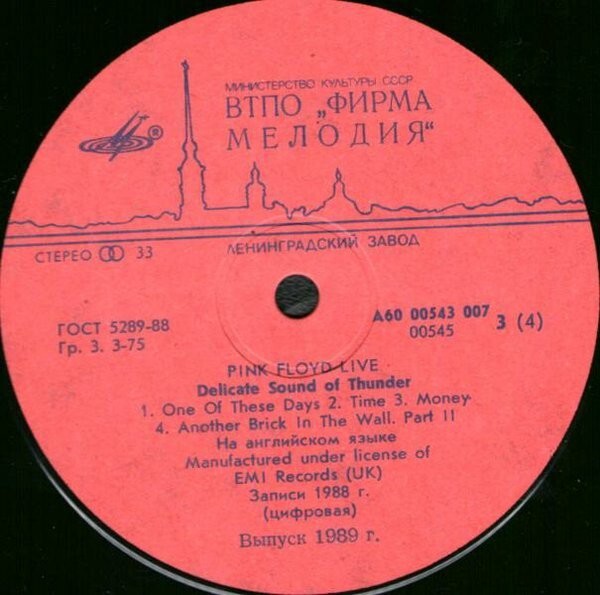 МИНИСТЕРСТВО КУЛЬТУРЫ СССР
ВТПО „ФИРМА
МЕЛОДИЯ“
®
СТЕРЕО 33
ЛЕНИНГРАДСКИЙ ЗАВОД
ГОСТ 5289-88
Гр. 3. 3-75
А60 00543 007
00545
3 (4)
PINK FLOYD LIVE
Delicate Sound of Thunder
1. One Of These Days 2. Time 3. Money
4. Another Brick In The Wall. Part II
На английском языке
Manufactured under license of
EMI Records (UK)
Записи 1988 г.
(цифровая)
Выпуск 1989 г.